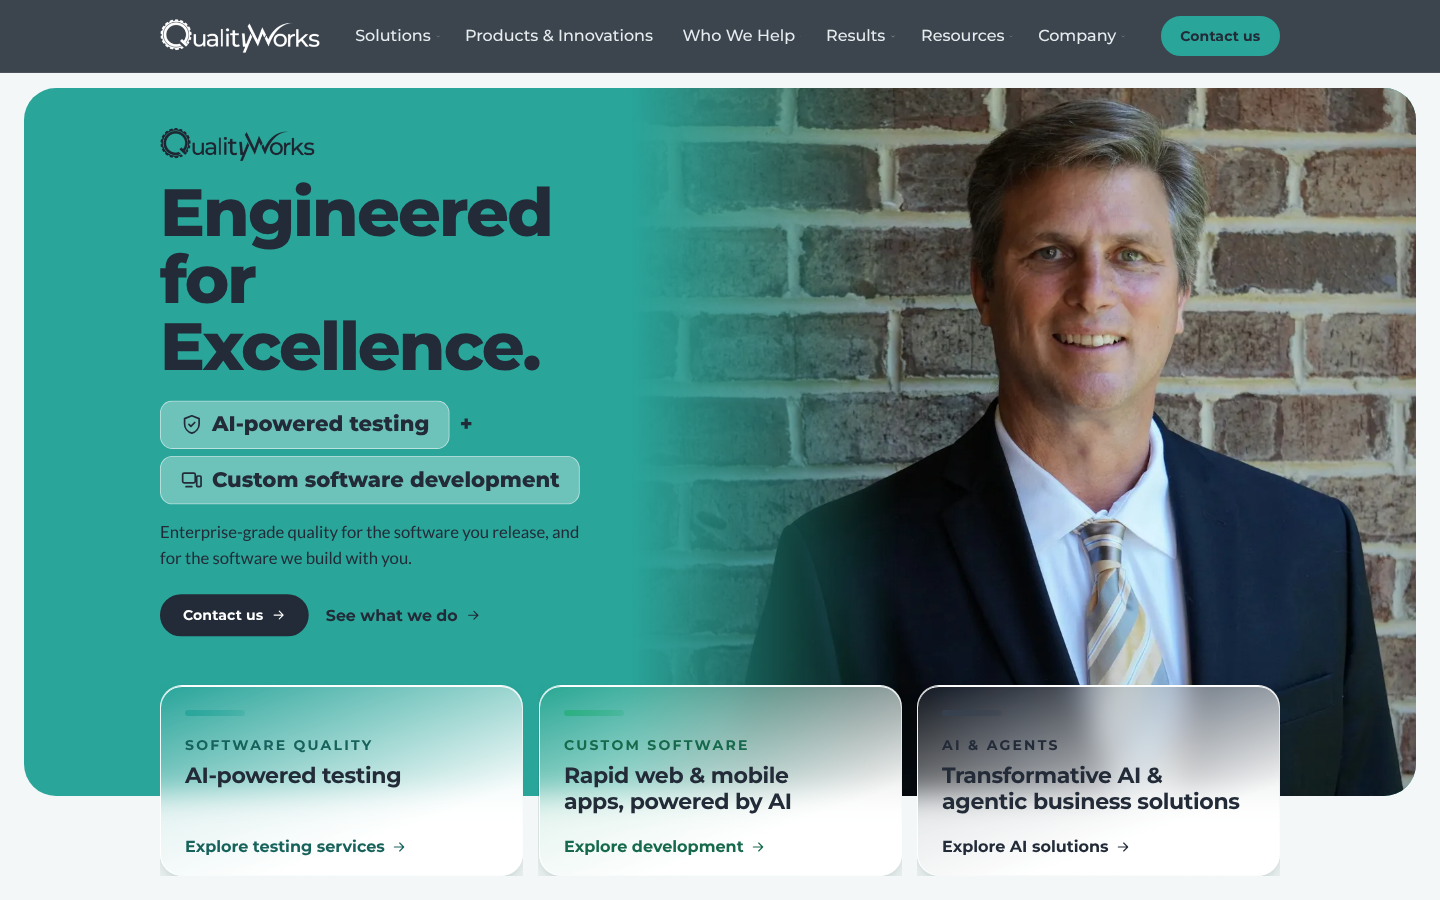 QualityWorks
Solutions
Products & Innovations
Who We Help
Results
Resources
Company
Contact us
QualityWorks
Engineered
for
Excellence.
AI-powered testing +
Custom software development
Enterprise-grade quality for the software you release, and
for the software we build with you.
Contact us →
See what we do →
SOFTWARE QUALITY
AI-powered testing
Explore testing services →
CUSTOM SOFTWARE
Rapid web & mobile
apps, powered by AI
Explore development →
AI & AGENTS
Transformative AI &
agentic business solutions
Explore AI solutions →